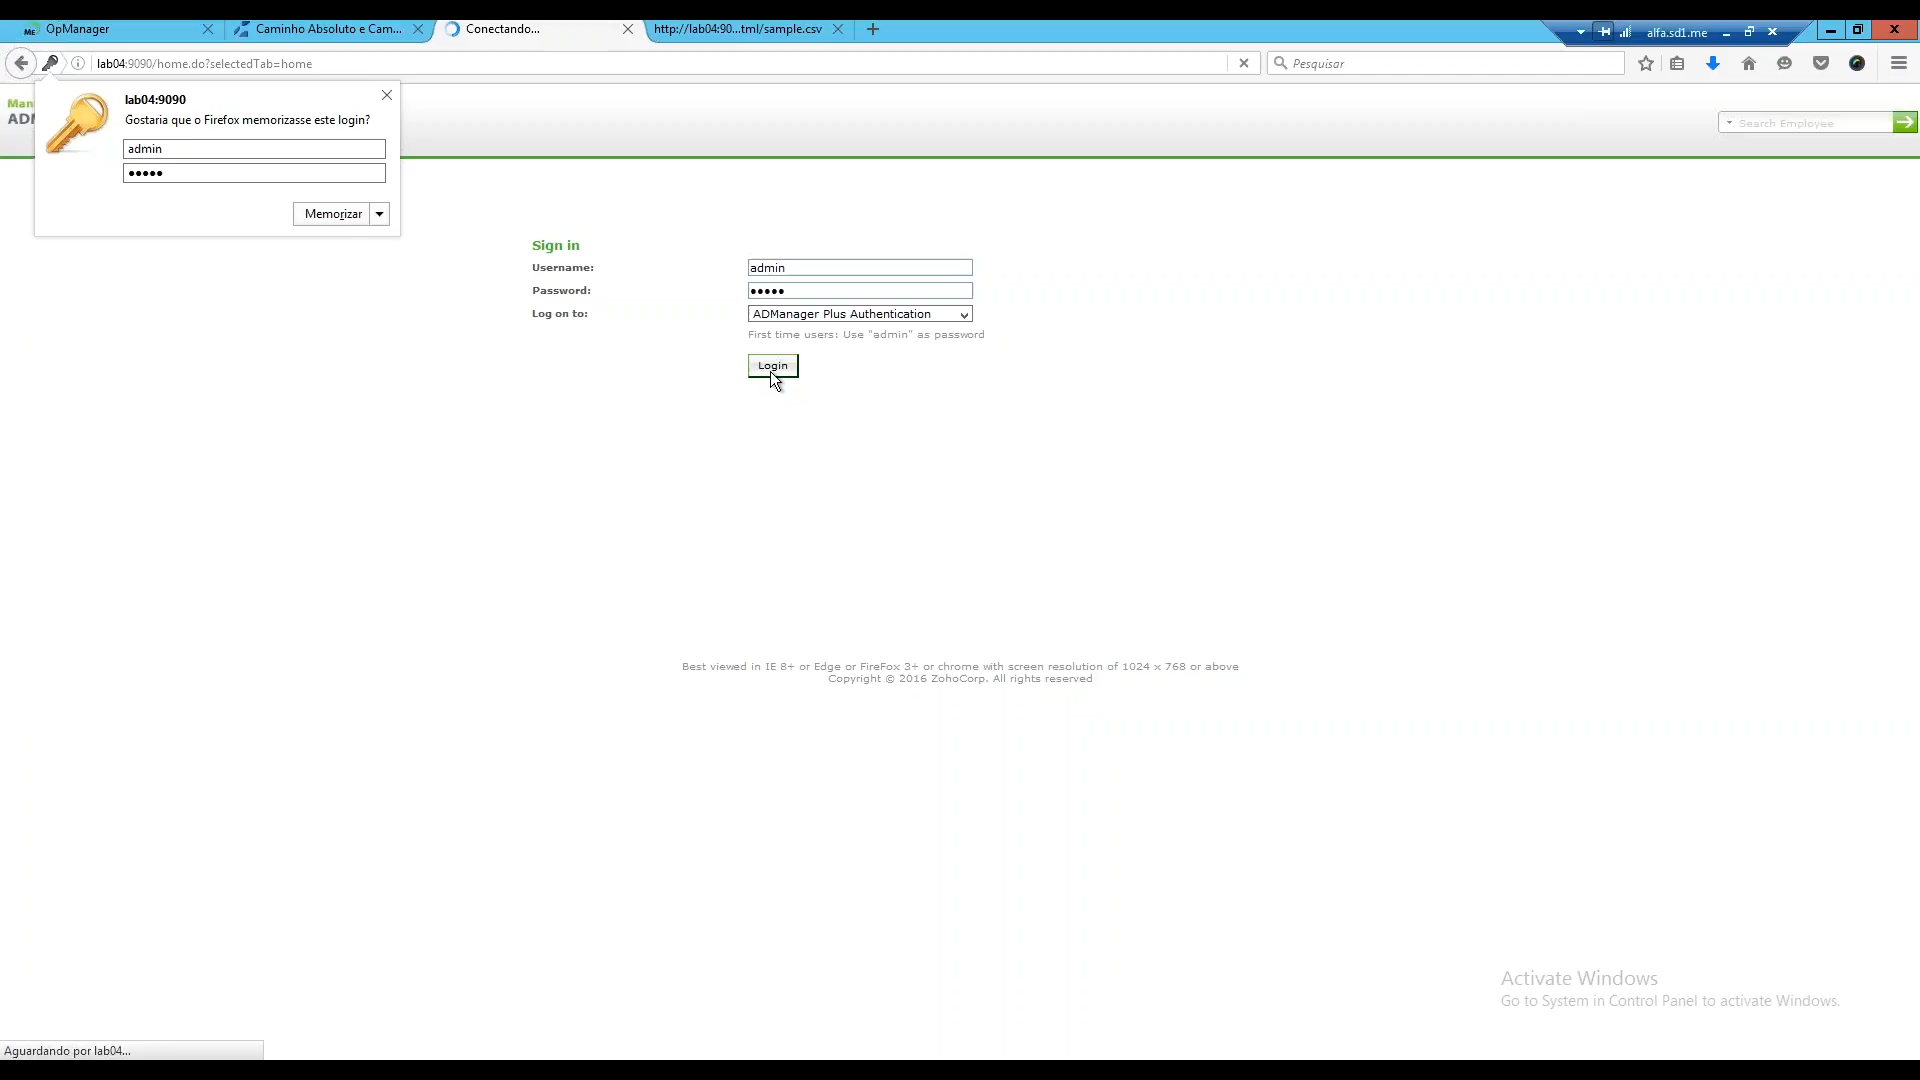 OpManager
Caminho Absoluto e Cam...
Conectando...
http://lab04:90...tml/sample.csv
alfa.sd1.me
lab04:9090/home.do?selectedTab=home
Pesquisar
lab04:9090
Gostaria que o Firefox memorizasse este login?
admin
•••••
Memorizar
Search Employee
Sign in
Username:
admin
Password:
•••••
Log on to:
ADManager Plus Authentication
First time users: Use "admin" as password
Login
Best viewed in IE 8+ or Edge or FireFox 3+ or chrome with screen resolution of 1024 x 768 or above
Copyright © 2016 ZohoCorp. All rights reserved
Activate Windows
Go to System in Control Panel to activate Windows.
Aguardando por lab04...